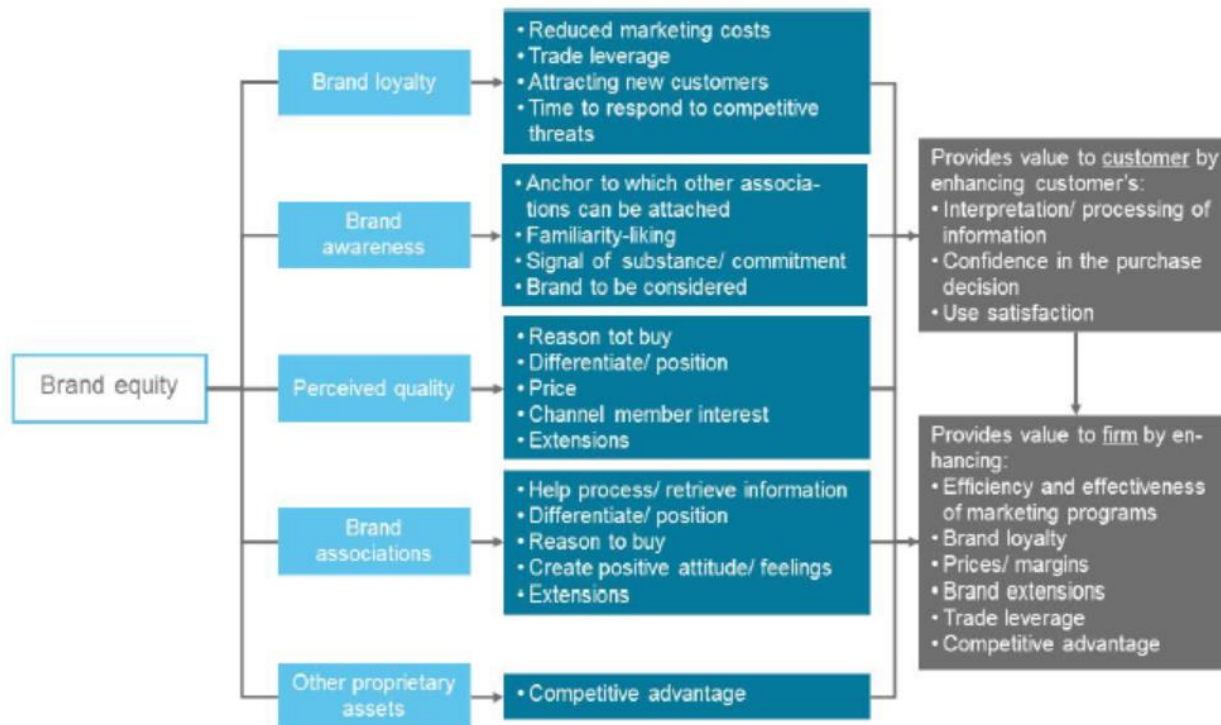 Brand equity
Brand loyalty
• Reduced marketing costs
• Trade leverage
• Attracting new customers
• Time to respond to competitive
threats
Brand
awareness
• Anchor to which other associa-
tions can be attached
• Familiarity-liking
• Signal of substance/ commitment
• Brand to be considered
Perceived quality
• Reason tot buy
• Differentiate/ position
• Price
• Channel member interest
• Extensions
Brand
associations
• Help process/ retrieve information
• Differentiate/ position
• Reason to buy
• Create positive attitude/ feelings
• Extensions
Other proprietary
assets
• Competitive advantage
Provides value to customer by
enhancing customer's:
• Interpretation/ processing of
information
• Confidence in the purchase
decision
• Use satisfaction
Provides value to firm by en-
hancing:
• Efficiency and effectiveness
of marketing programs
• Brand loyalty
• Prices/ margins
• Brand extensions
• Trade leverage
• Competitive advantage